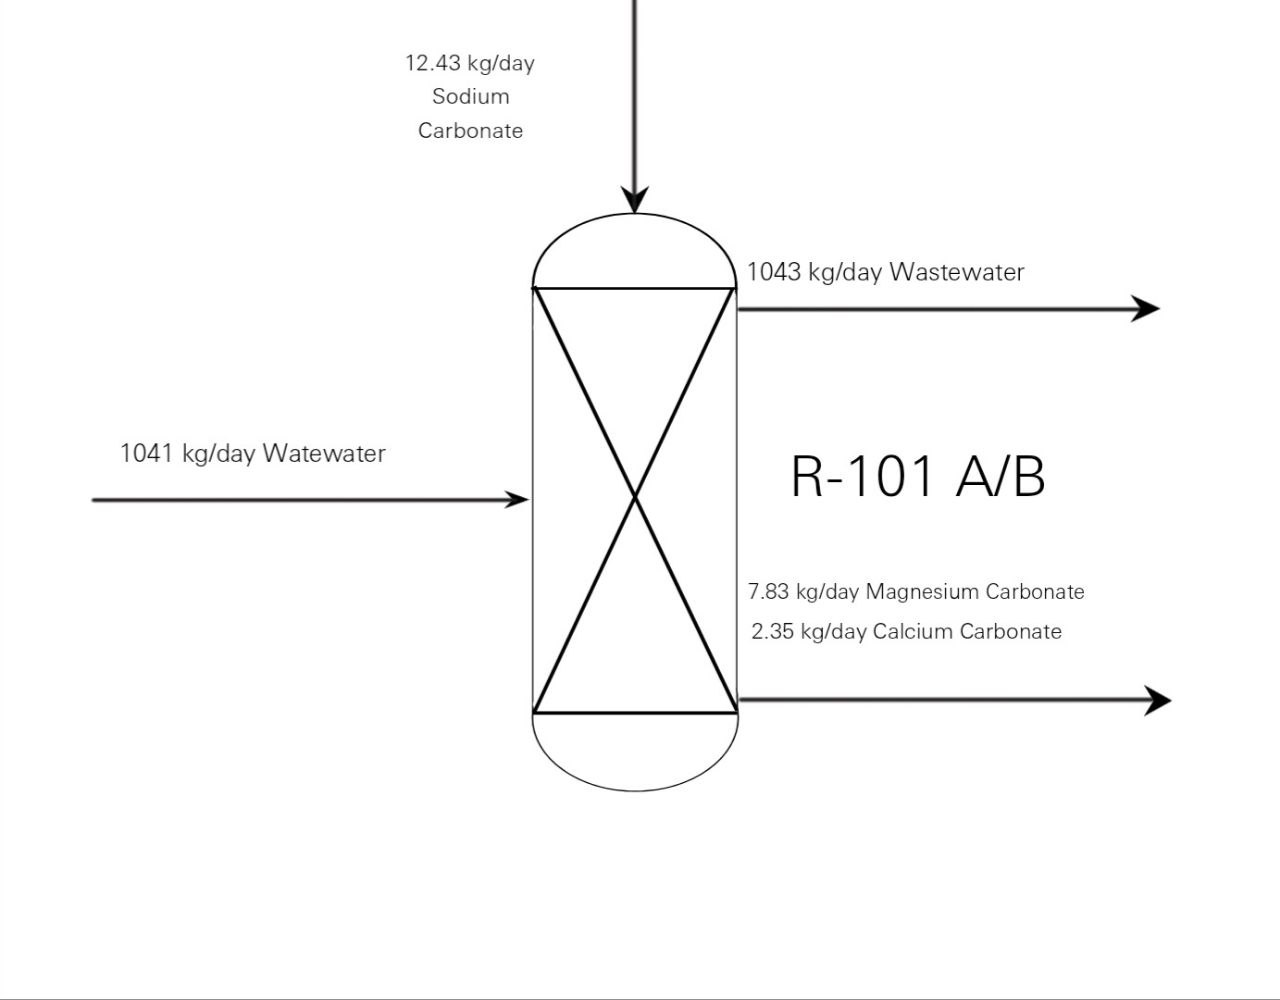 12.43 kg/day
Sodium
Carbonate
1043 kg/day Wastewater
1041 kg/day Watewater
R-101 A/B
7.83 kg/day Magnesium Carbonate
2.35 kg/day Calcium Carbonate